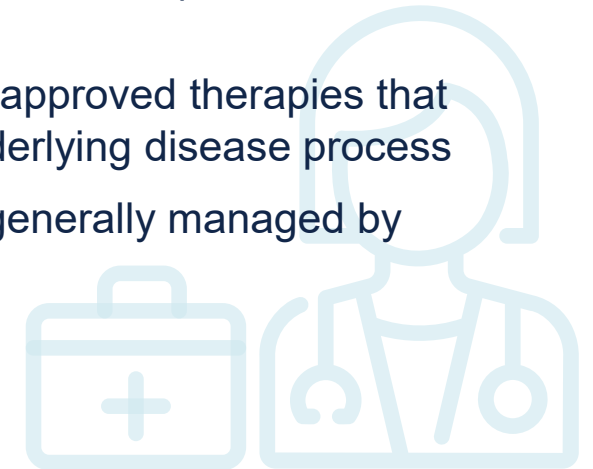 approved therapies that
derlying disease process
generally managed by